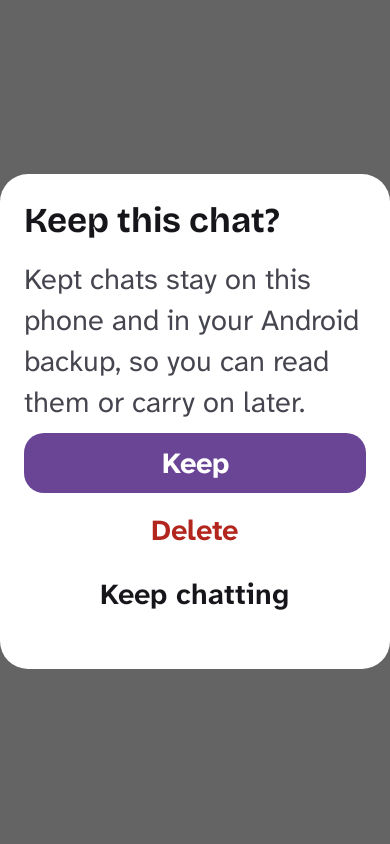 Keep this chat?
Kept chats stay on this
phone and in your Android
backup, so you can read
them or carry on later.
Keep
Delete
Keep chatting